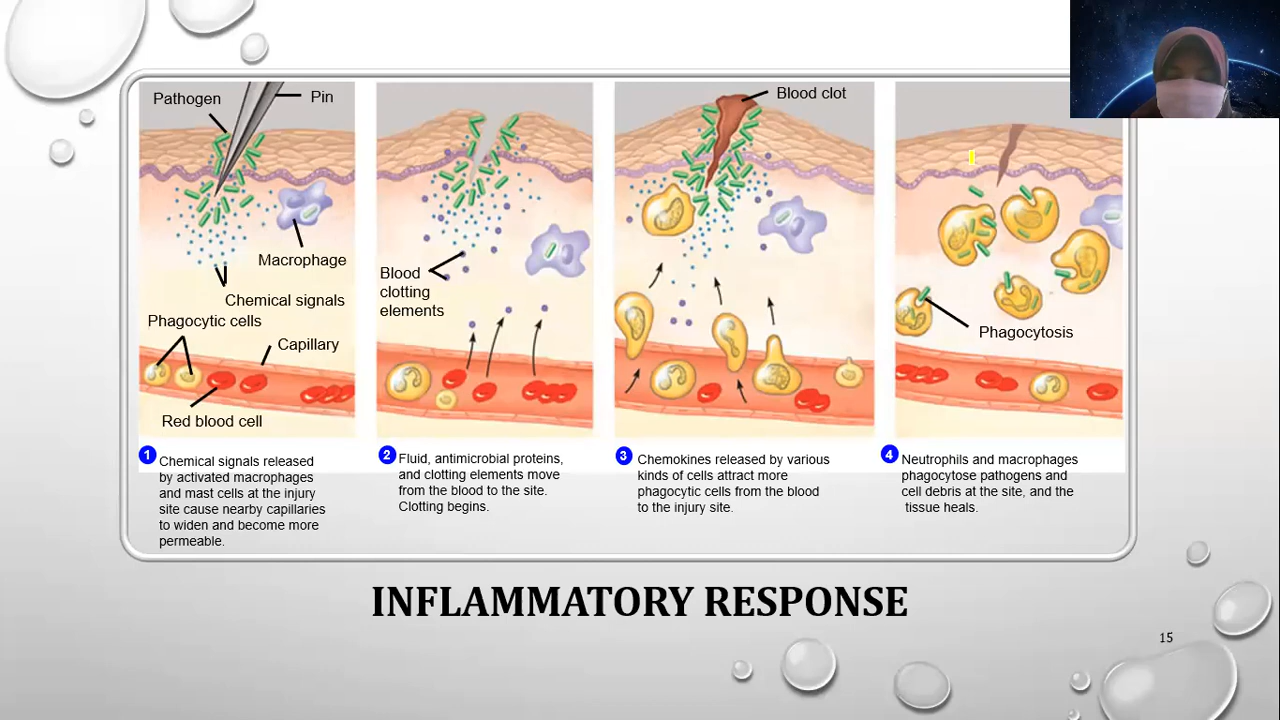 Pathogen
Pin
Macrophage
Chemical signals
Phagocytic cells
Capillary
Red blood cell
Blood
clotting
elements
Blood clot
Phagocytosis
1 Chemical signals released
by activated macrophages
and mast cells at the injury
site cause nearby capillaries
to widen and become more
permeable.
2 Fluid, antimicrobial proteins,
and clotting elements move
from the blood to the site.
Clotting begins.
3 Chemokines released by various
kinds of cells attract more
phagocytic cells from the blood
to the injury site.
4 Neutrophils and macrophages
phagocytose pathogens and
cell debris at the site, and the
tissue heals.
INFLAMMATORY RESPONSE
15